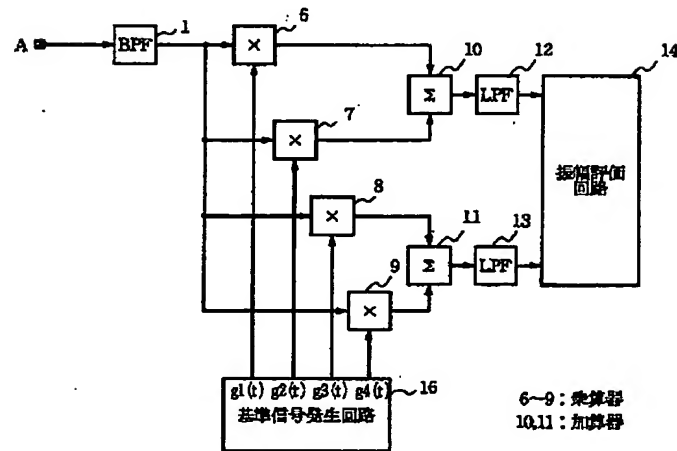 1
6
A
BPF
×
10
12
14
Σ
LPF
7
×
8
振幅評価
回路
×
11
13
Σ
LPF
9
×
g1(t) g2(t) g3(t) g4(t)
16
基準信号発生回路
6~9:乗算器
10,11:加算器